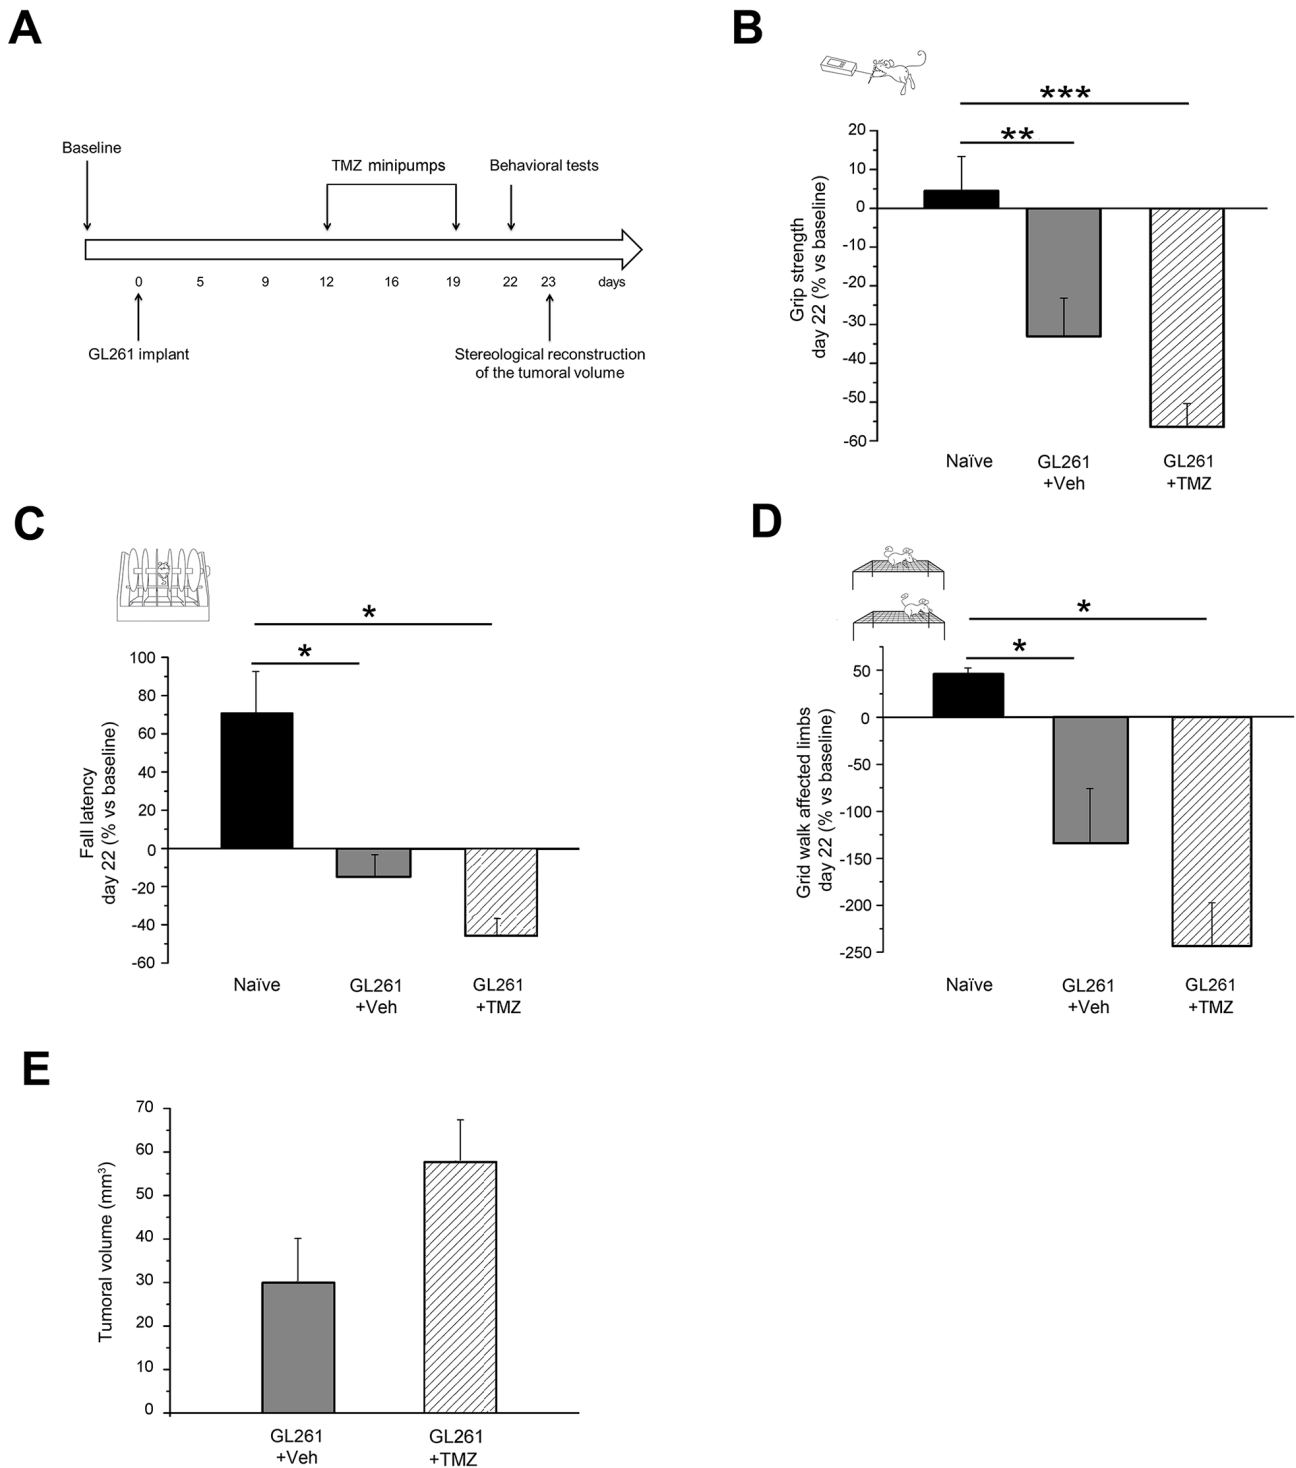 A
Baseline
TMZ minipumps
Behavioral tests
0 5 9 12 16 19 22 23 days
GL261 implant
Stereological reconstruction
of the tumoral volume
B
***
**
Grip strength
day 22 (% vs baseline)
20
10
0
-10
-20
-30
-40
-50
-60
Naïve
GL261
+Veh
GL261
+TMZ
C
*
*
Fall latency
day 22 (% vs baseline)
100
80
60
40
20
0
-20
-40
-60
Naïve
GL261
+Veh
GL261
+TMZ
D
*
*
Grid walk affected limbs
day 22 (% vs baseline)
50
0
-50
-100
-150
-200
-250
Naïve
GL261
+Veh
GL261
+TMZ
E
Tumoral volume (mm³)
70
60
50
40
30
20
10
0
GL261
+Veh
GL261
+TMZ